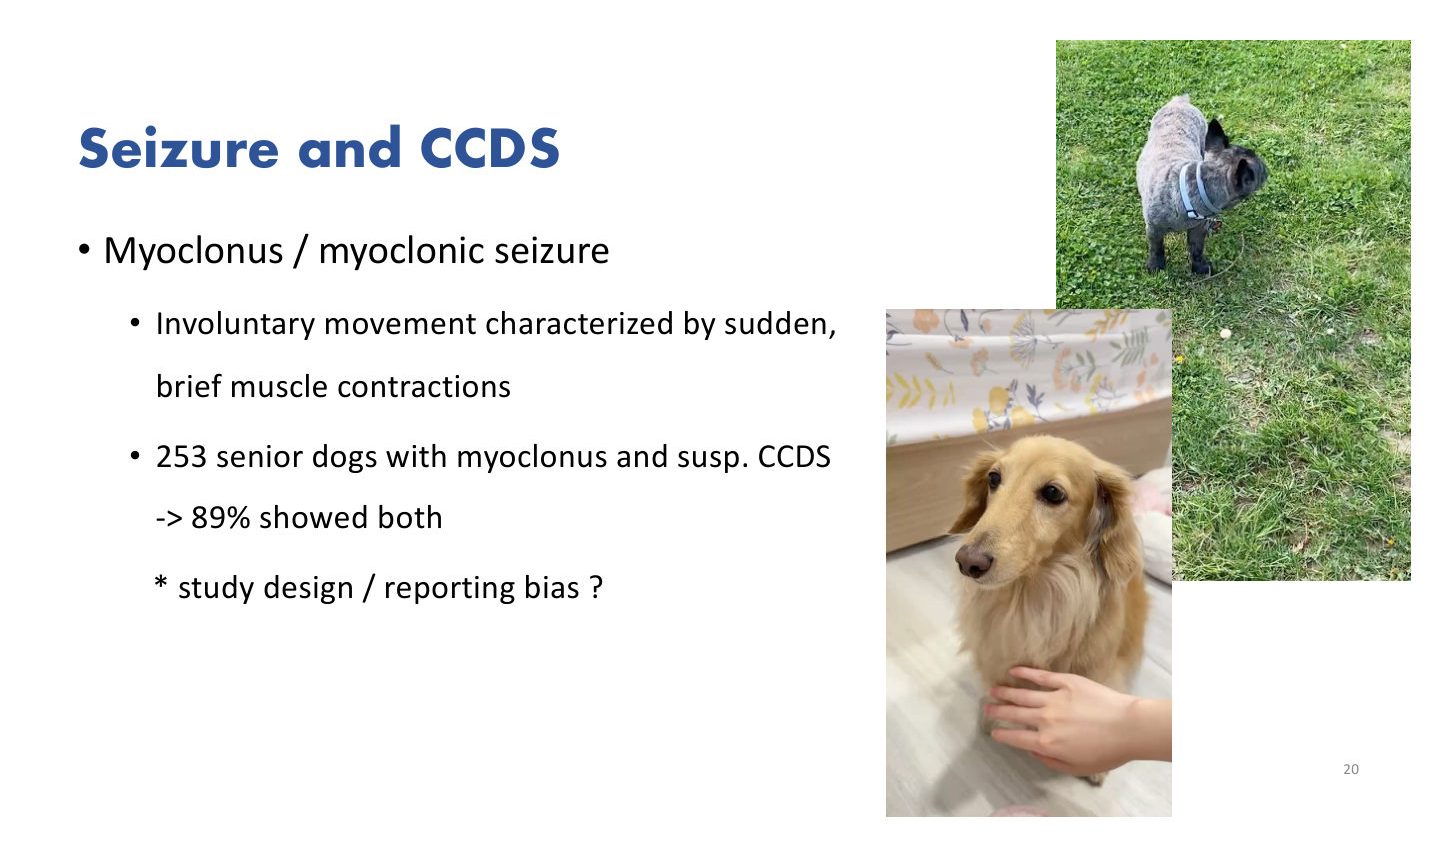 Seizure and CCDS
• Myoclonus / myoclonic seizure
• Involuntary movement characterized by sudden,
brief muscle contractions
• 253 senior dogs with myoclonus and susp. CCDS
-> 89% showed both
* study design / reporting bias ?
20